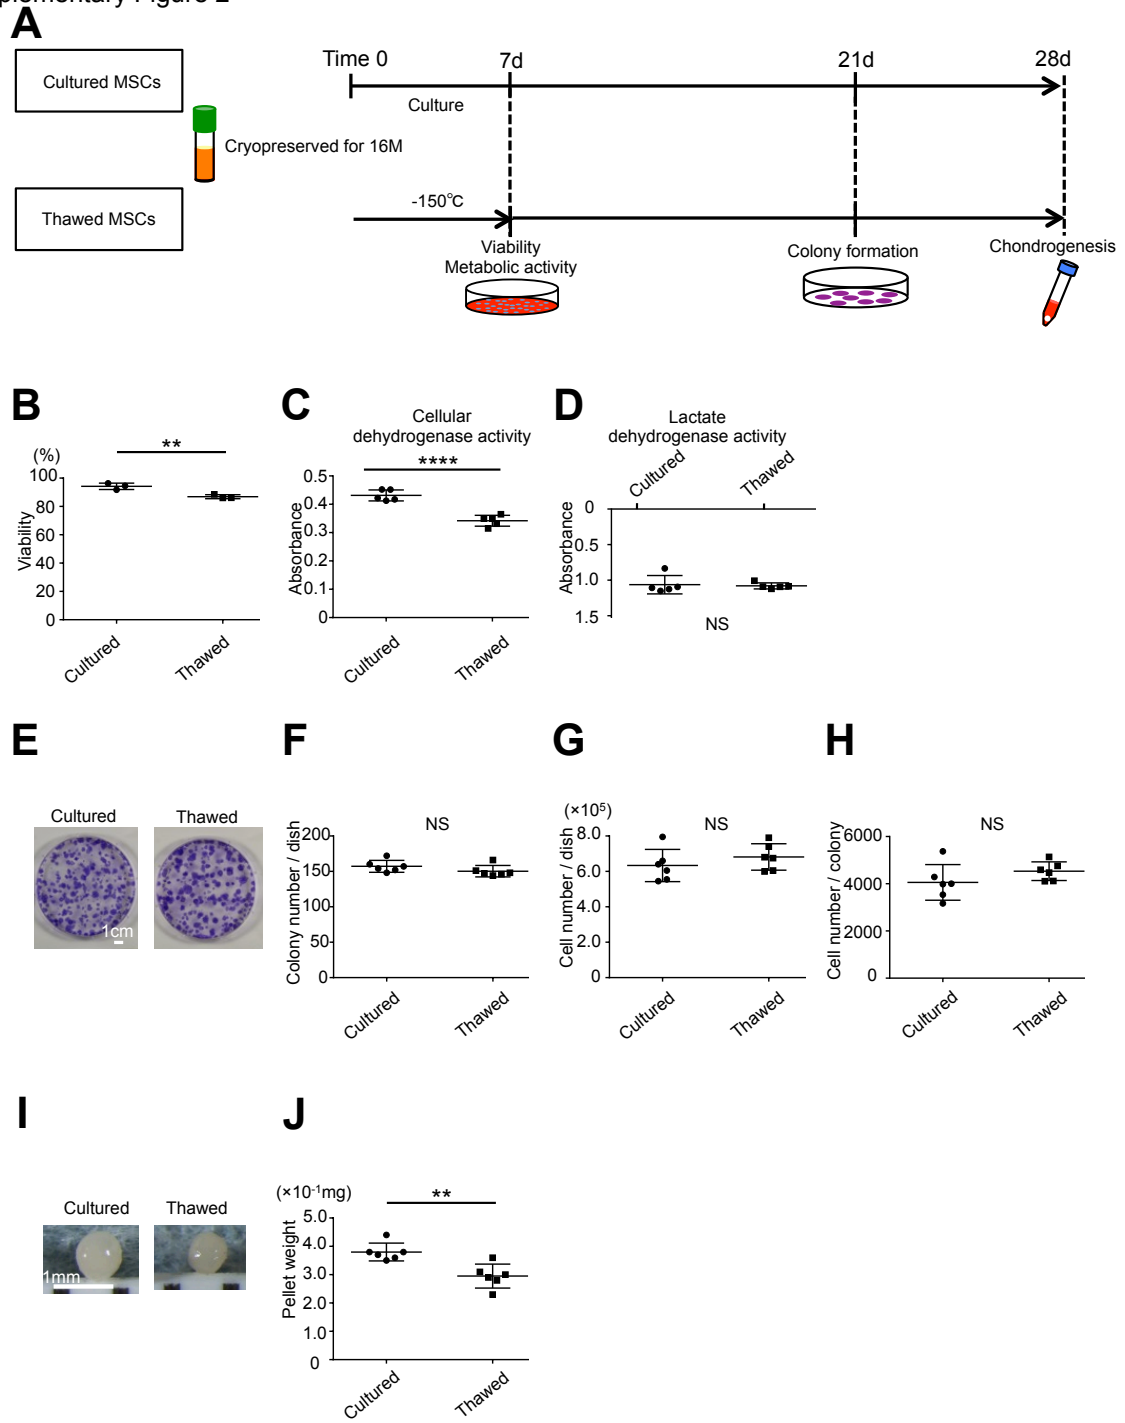 A
Cultured MSCs
Cryopreserved for 16M
Thawed MSCs
Time 0
7d
21d
28d
Culture
-150℃
Viability
Metabolic activity
Colony formation
Chondrogenesis
B
(%)
**
Viability
100
80
60
40
20
0
Cultured
Thawed
C
Cellular
dehydrogenase activity
****
Absorbance
0.5
0.4
0.3
0.2
0.1
0
Cultured
Thawed
D
Lactate
dehydrogenase activity
Cultured
Thawed
Absorbance
0
0.5
1.0
1.5
NS
E
Cultured
Thawed
1cm
F
NS
Colony number / dish
200
150
100
50
0
Cultured
Thawed
G
(×10⁵)
NS
Cell number / dish
8.0
6.0
4.0
2.0
0
Cultured
Thawed
H
NS
Cell number / colony
6000
4000
2000
0
Cultured
Thawed
I
Cultured
Thawed
1mm
J
(×10⁻¹mg)
**
Pellet weight
5.0
4.0
3.0
2.0
1.0
0
Cultured
Thawed